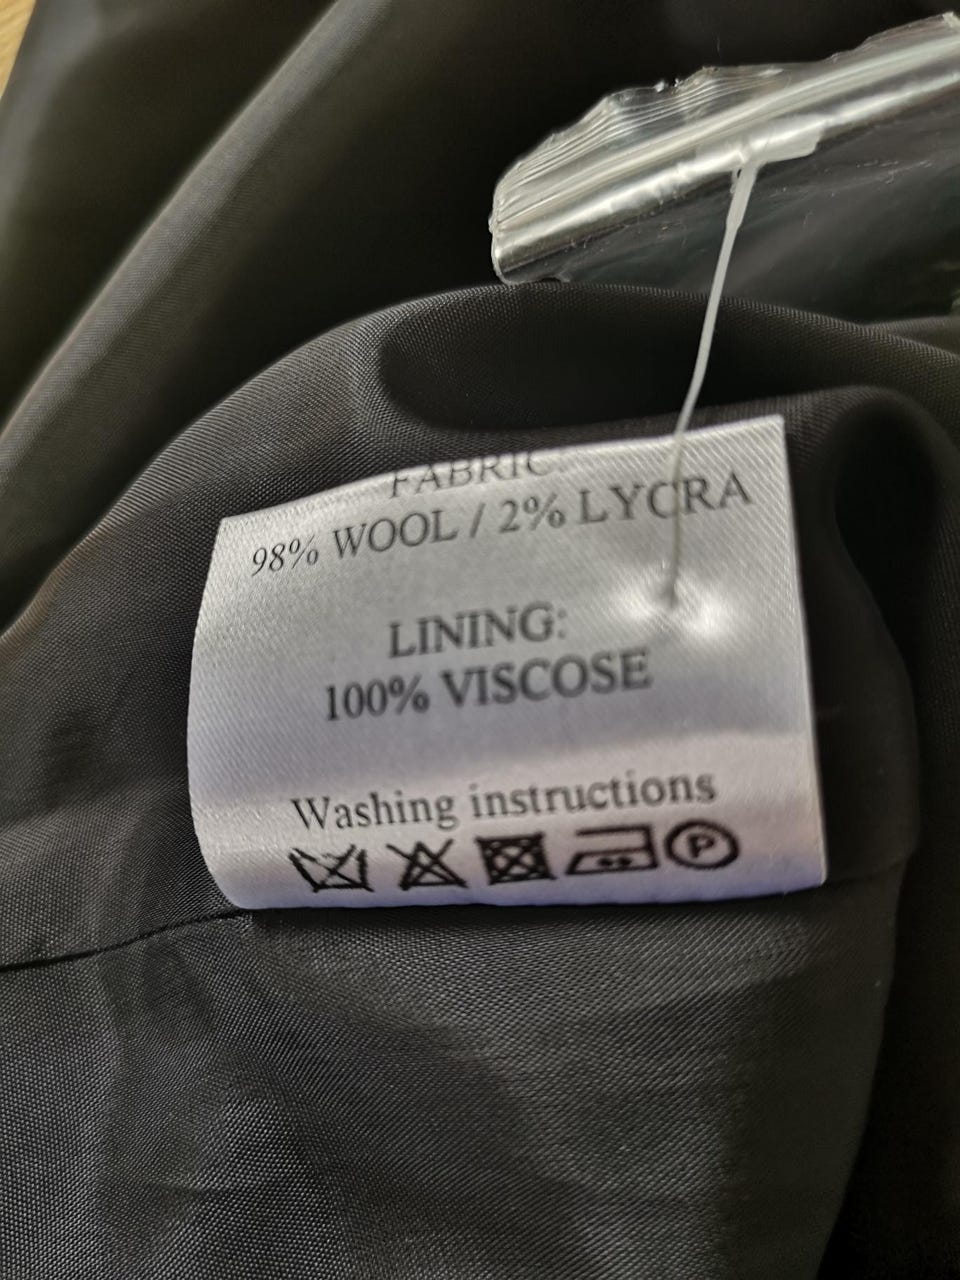 FABRIC:
98% WOOL / 2% LYCRA
LINING:
100% VISCOSE
Washing instructions
P